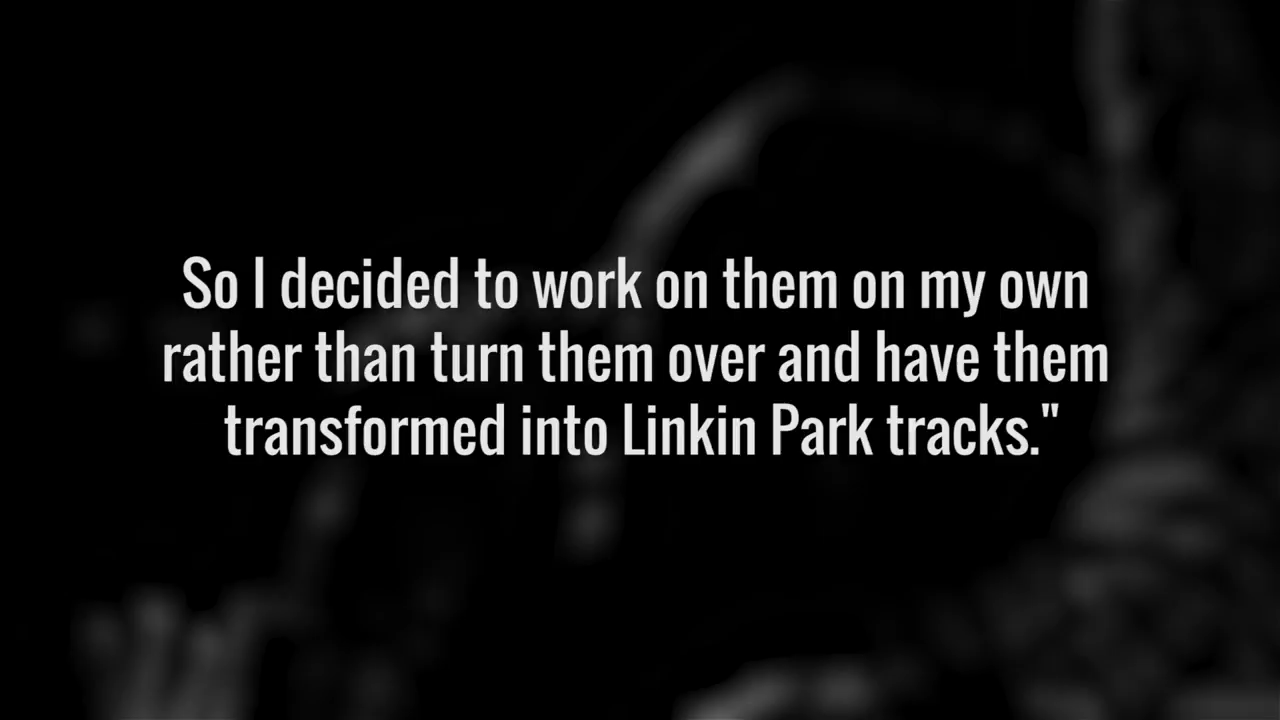 So I decided to work on them on my own
rather than turn them over and have them
transformed into Linkin Park tracks."